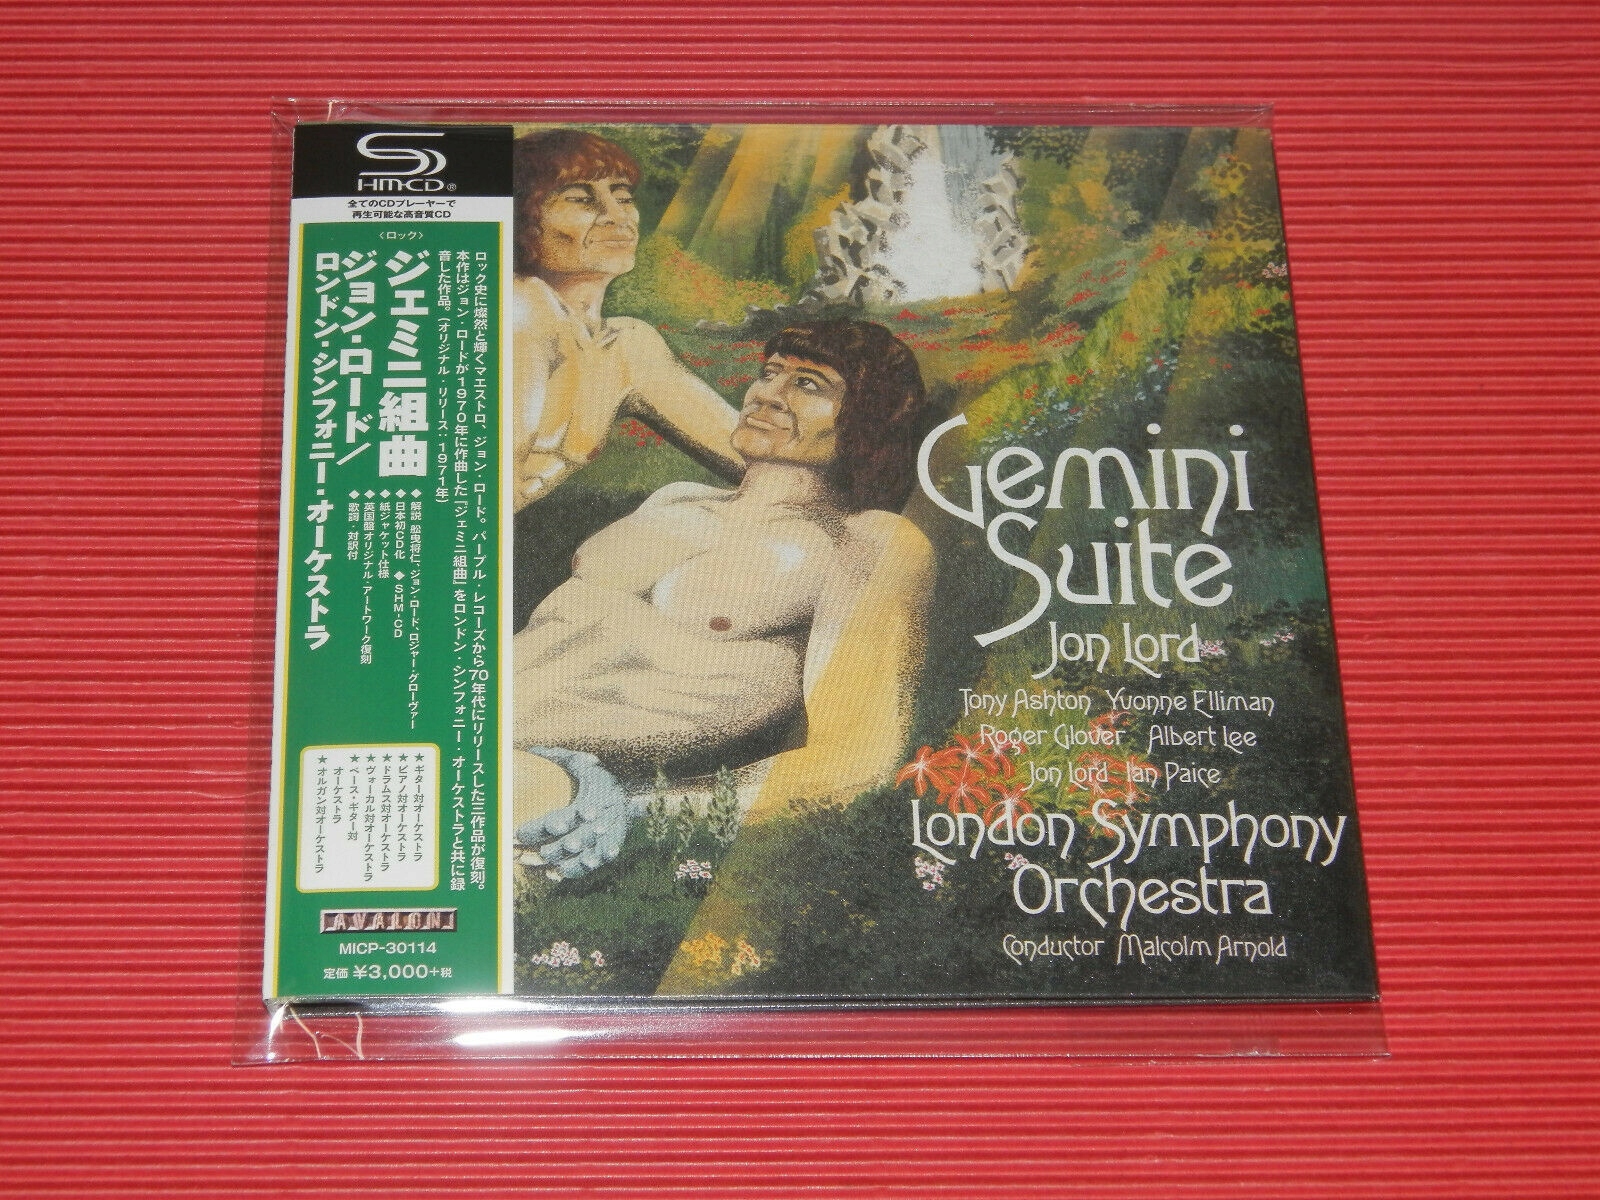 HM-CD®
全てのCDプレーヤーで
再生可能な高音質CD
〈ロック〉
ロック史に燦然と輝くマエストロ、ジョン・ロード。パープル・レコーズから70年代にリリースした三作品が復刻。
本作はジョン・ロードが1970年に作曲した「ジェミニ組曲」をロンドン・シンフォニー・オーケストラと共に録
音した作品。(オリジナル・リリース:1971年)
ジェミニ組曲
ジョン・ロード/
ロンドン・シンフォニー・オーケストラ
◆解説 舩曳将仁、ジョン・ロード、ロジャー・グローヴァー
◆日本初CD化 ◆SHM-CD
◆紙ジャケット仕様
◆英国盤オリジナル・アートワーク復刻
◆歌詞・対訳付
★ギター対オーケストラ
★ピアノ対オーケストラ
★ドラムス対オーケストラ
★ヴォーカル対オーケストラ
★ベース・ギター対
オーケストラ
★オルガン対オーケストラ
AVALON
MICP-30114
定価 ¥3,000+税
Gemini
Suite
Jon Lord
Tony Ashton Yvonne Elliman
Roger Glover Albert Lee
Jon Lord Ian Paice
London Symphony
Orchestra
Conductor Malcolm Arnold